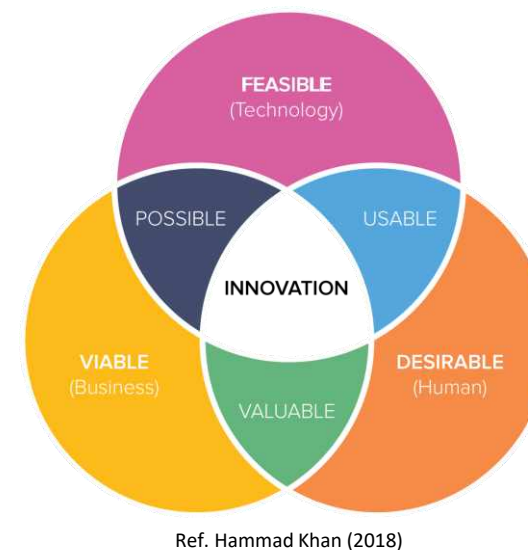 FEASIBLE
(Technology)
POSSIBLE
USABLE
INNOVATION
VIABLE
(Business)
DESIRABLE
(Human)
VALUABLE
Ref. Hammad Khan (2018)